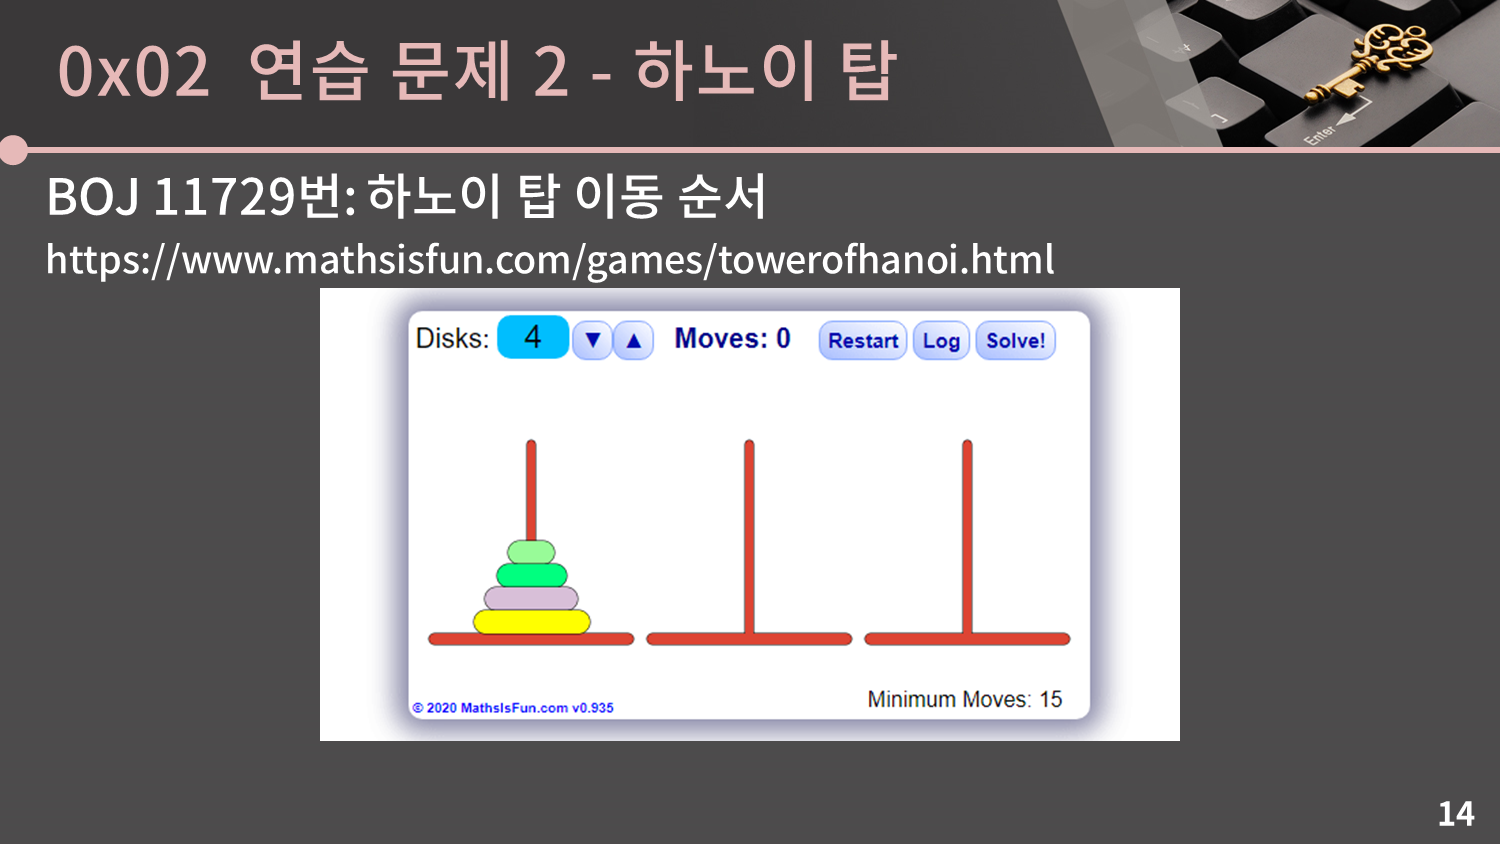 0x02 연습 문제 2 - 하노이 탑
Enter
BOJ 11729번: 하노이 탑 이동 순서
https://www.mathsisfun.com/games/towerofhanoi.html
Disks: 4 ▼ ▲ Moves: 0 Restart Log Solve!
Minimum Moves: 15
© 2020 MathsIsFun.com v0.935
14